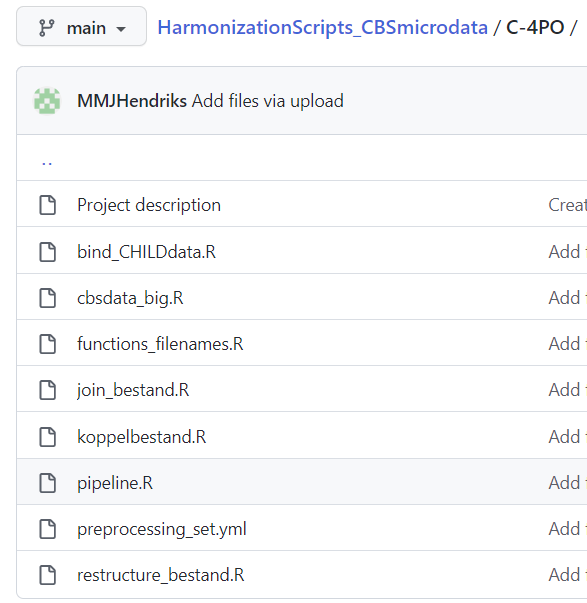 main HarmonizationScripts_CBSmicrodata / C-4PO /
MMJHendriks Add files via upload
..
Project description Creat
bind_CHILDdata.R Add
cbsdata_big.R Add
functions_filenames.R Add
join_bestand.R Add
koppelbestand.R Add
pipeline.R Add
preprocessing_set.yml Add
restructure_bestand.R Add